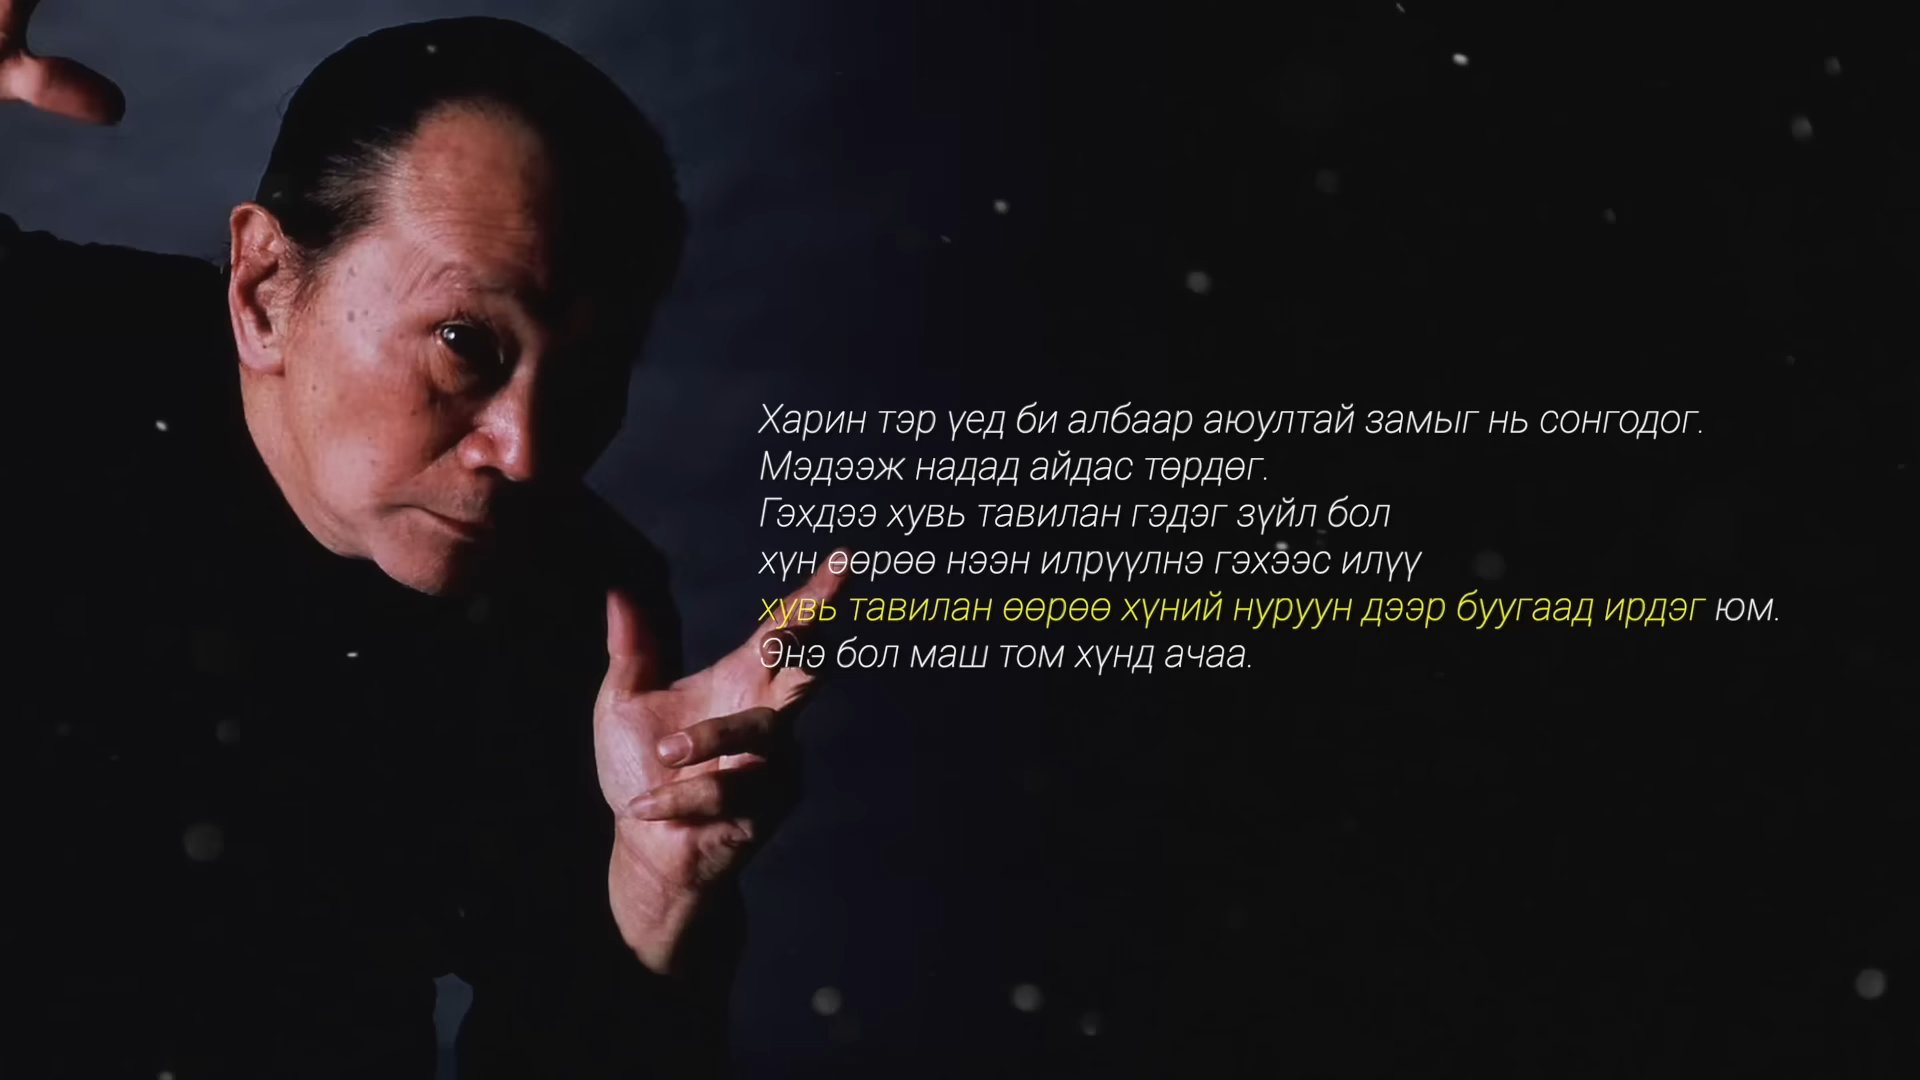 Харин тэр үед би албаар аюултай замыг нь сонгодог.
Мэдээж надад айдас төрдөг.
Гэхдээ хувь тавилан гэдэг зүйл бол
хүн өөрөө нээн илрүүлнэ гэхээс илүү
хувь тавилан өөрөө хүний нуруун дээр буугаад ирдэг юм.
Энэ бол маш том хүнд ачаа.